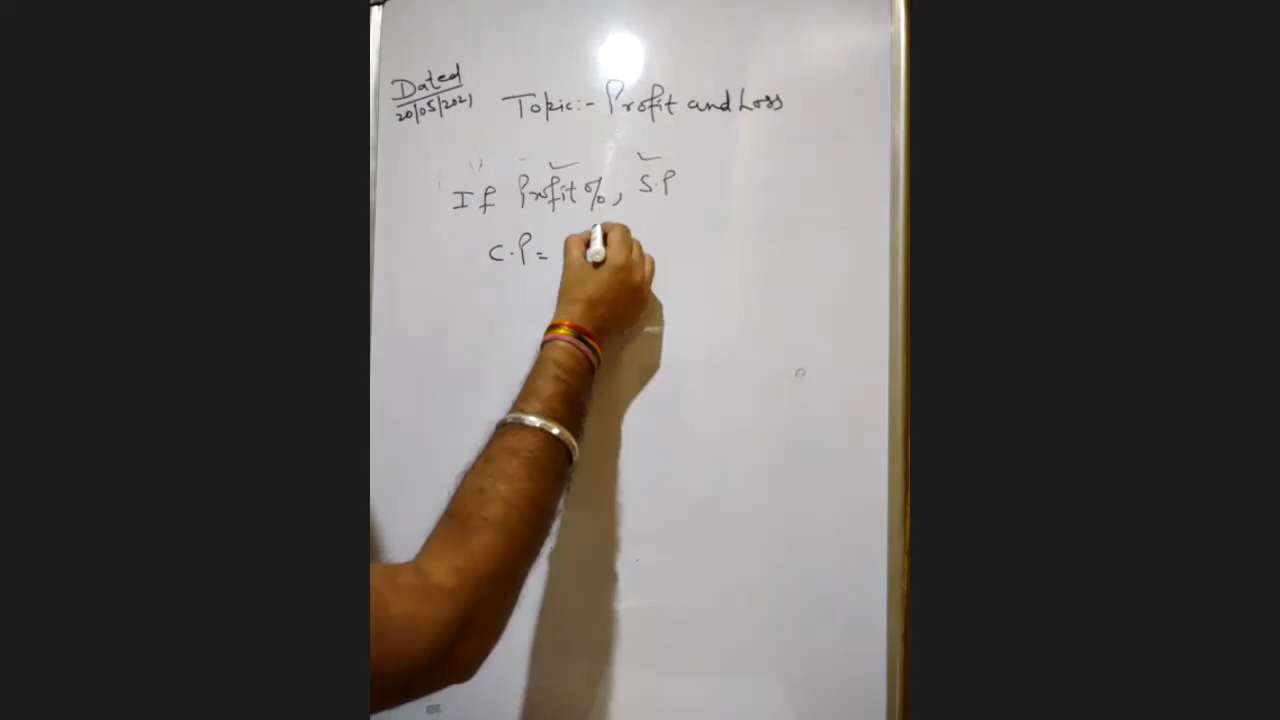 Dated
20/05/2021
Topic:- Profit and Loss
If Profit%, S.P
C.P=